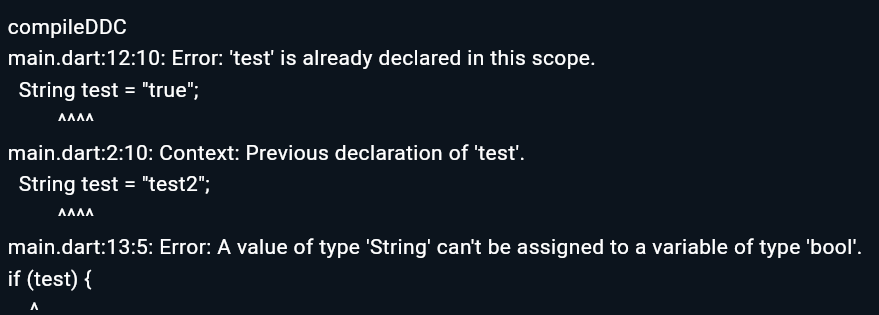 compileDDC
main.dart:12:10: Error: 'test' is already declared in this scope.
String test = "true";
^^^^
main.dart:2:10: Context: Previous declaration of 'test'.
String test = "test2";
^^^^
main.dart:13:5: Error: A value of type 'String' can't be assigned to a variable of type 'bool'.
if (test) {
^